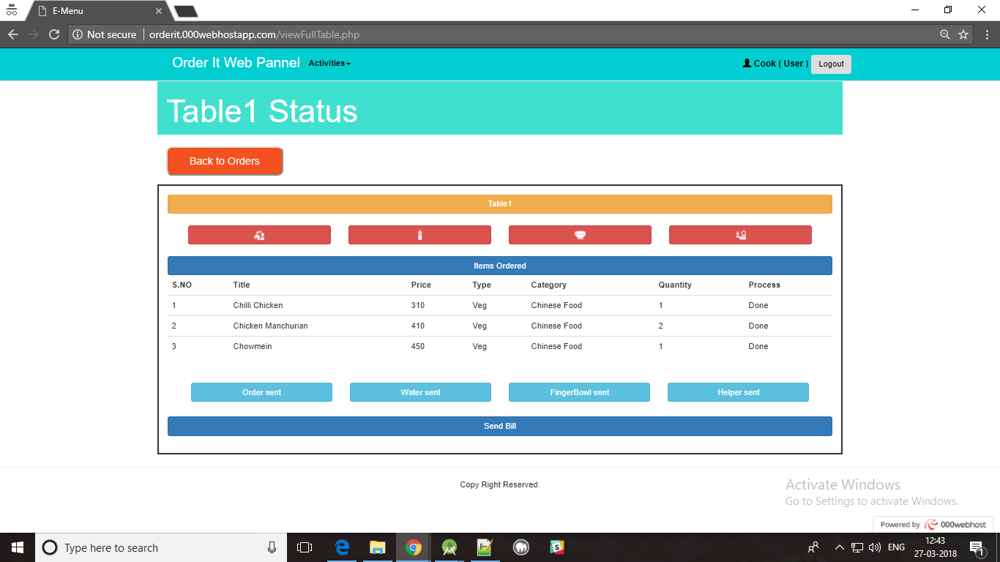 E-Menu
Not secure orderit.000webhostapp.com/viewFullTable.php
Order It Web Pannel Activities Cook ( User ) Logout
Table1 Status
Back to Orders
Table1
Items Ordered
S.NO Title Price Type Category Quantity Process
1 Chilli Chicken 310 Veg Chinese Food 1 Done
2 Chicken Manchurian 410 Veg Chinese Food 2 Done
3 Chowmein 450 Veg Chinese Food 1 Done
Order sent Water sent FingerBowl sent Helper sent
Send Bill
Copy Right Reserved.
Activate Windows
Go to Settings to activate Windows.
Powered by 000webhost
Type here to search
ENG
12:43
27-03-2018
1